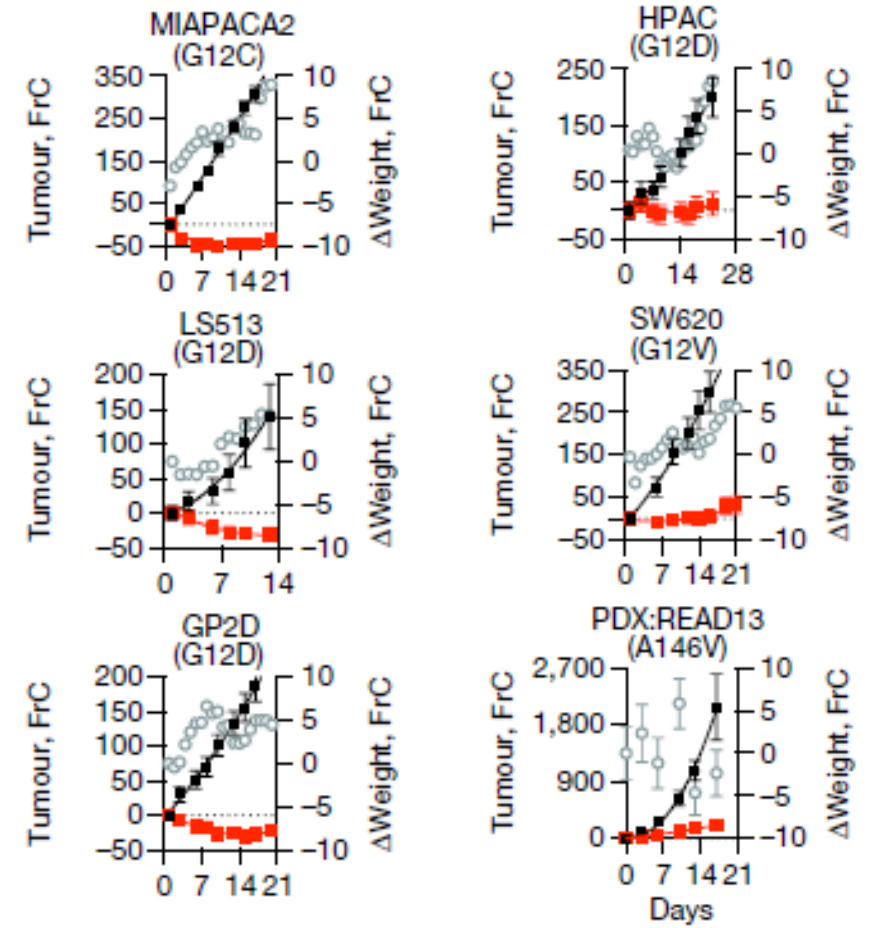 MIAPACA2
(G12C)
Tumour, FrC
350
250
150
50
−50
10
5
0
−5
−10
ΔWeight, FrC
0 7 14 21
HPAC
(G12D)
Tumour, FrC
250
150
50
−50
10
5
0
−5
−10
ΔWeight, FrC
0 14 28
LS513
(G12D)
Tumour, FrC
200
150
100
50
0
−50
10
5
0
−5
−10
ΔWeight, FrC
0 7 14
SW620
(G12V)
Tumour, FrC
350
250
150
50
−50
10
5
0
−5
−10
ΔWeight, FrC
0 7 14 21
GP2D
(G12D)
Tumour, FrC
200
150
100
50
0
−50
10
5
0
−5
−10
ΔWeight, FrC
0 7 14 21
PDX:READ13
(A146V)
Tumour, FrC
2,700
1,800
900
0
10
5
0
−5
−10
ΔWeight, FrC
0 7 14 21
Days